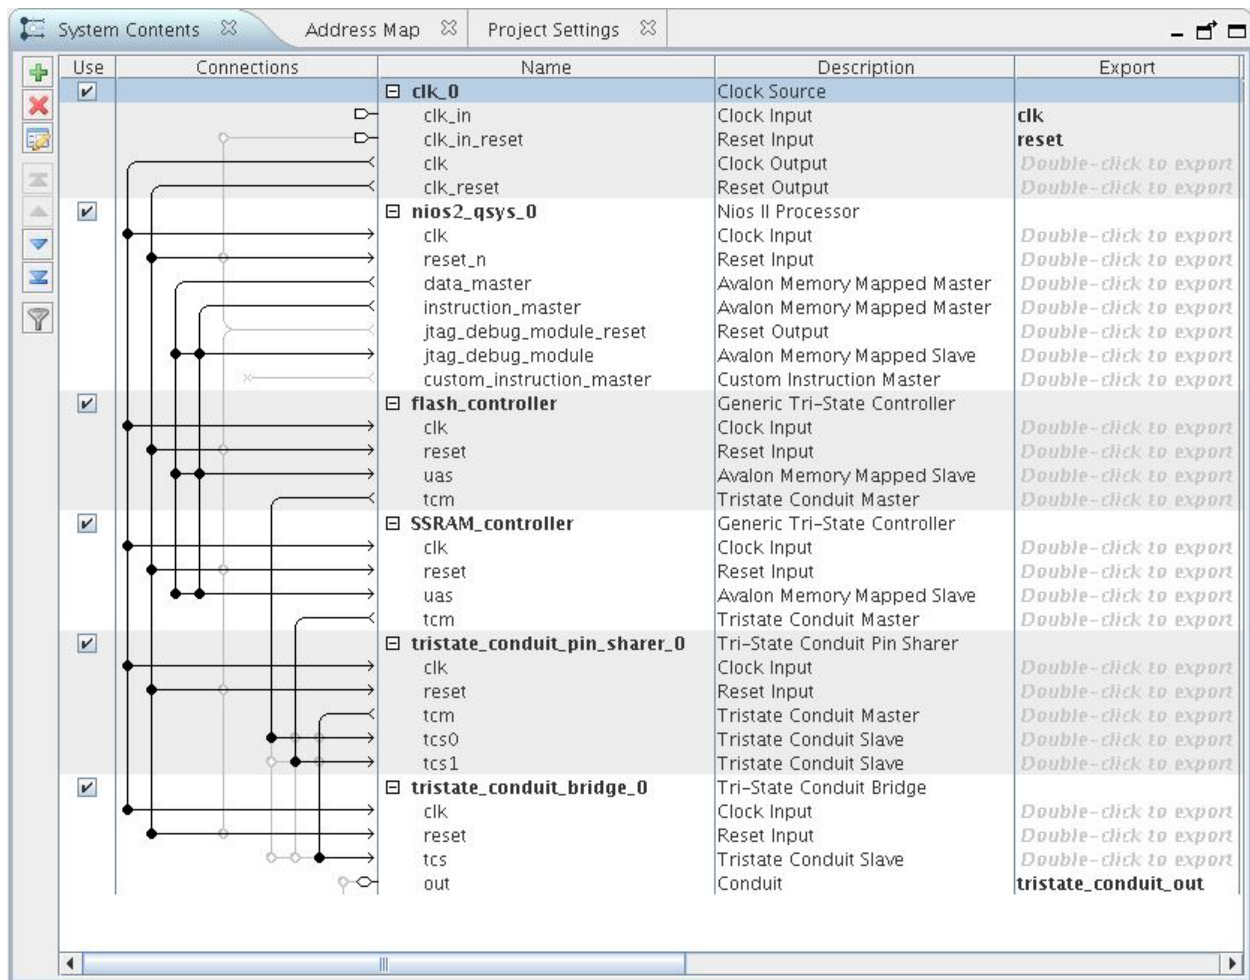 System Contents Address Map Project Settings
Use Connections Name Description Export
clk_0 Clock Source
clk_in Clock Input clk
clk_in_reset Reset Input reset
clk Clock Output Double-click to export
clk_reset Reset Output Double-click to export
nios2_qsys_0 Nios II Processor
clk Clock Input Double-click to export
reset_n Reset Input Double-click to export
data_master Avalon Memory Mapped Master Double-click to export
instruction_master Avalon Memory Mapped Master Double-click to export
jtag_debug_module_reset Reset Output Double-click to export
jtag_debug_module Avalon Memory Mapped Slave Double-click to export
custom_instruction_master Custom Instruction Master Double-click to export
flash_controller Generic Tri-State Controller
clk Clock Input Double-click to export
reset Reset Input Double-click to export
uas Avalon Memory Mapped Slave Double-click to export
tcm Tristate Conduit Master Double-click to export
SSRAM_controller Generic Tri-State Controller
clk Clock Input Double-click to export
reset Reset Input Double-click to export
uas Avalon Memory Mapped Slave Double-click to export
tcm Tristate Conduit Master Double-click to export
tristate_conduit_pin_sharer_0 Tri-State Conduit Pin Sharer
clk Clock Input Double-click to export
reset Reset Input Double-click to export
tcm Tristate Conduit Master Double-click to export
tcs0 Tristate Conduit Slave Double-click to export
tcs1 Tristate Conduit Slave Double-click to export
tristate_conduit_bridge_0 Tri-State Conduit Bridge
clk Clock Input Double-click to export
reset Reset Input Double-click to export
tcs Tristate Conduit Slave Double-click to export
out Conduit tristate_conduit_out